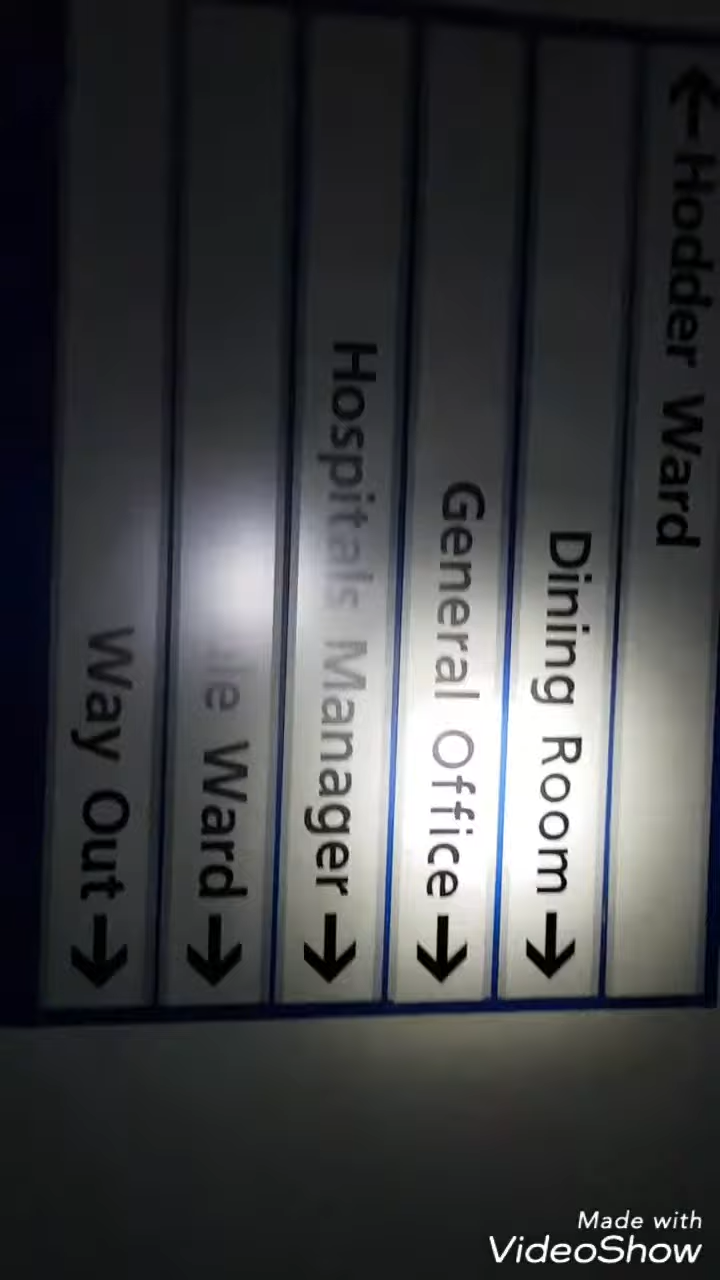 ← Hodder Ward
Dining Room →
General Office →
Hospitals Manager →
Ward →
Way Out →
Made with
VideoShow